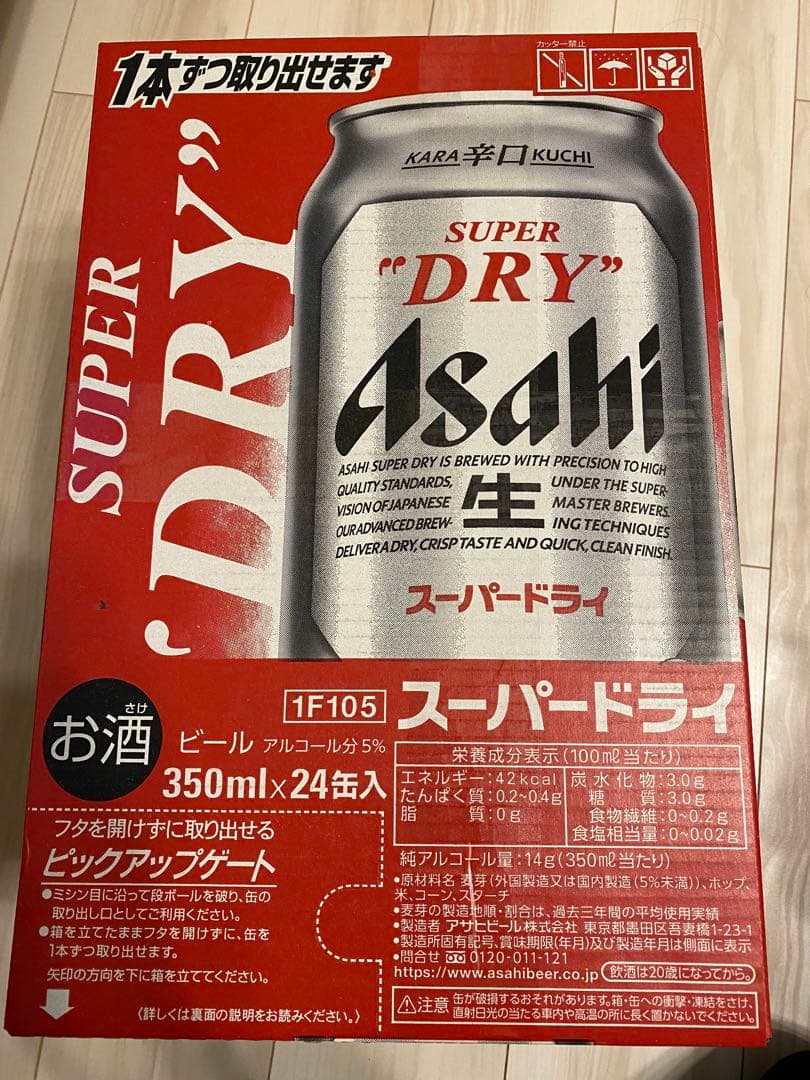 1本ずつ取り出せます
カッター禁止
KARA 辛口 KUCHI
SUPER
"DRY"
Asahi
ASAHI SUPER DRY IS BREWED WITH PRECISION TO HIGH
QUALITY STANDARDS, UNDER THE SUPER-
VISION OF JAPANESE MASTER BREWERS.
OUR ADVANCED BREW- ING TECHNIQUES
生
DELIVER A DRY, CRISP TASTE AND QUICK, CLEAN FINISH.
スーパードライ
SUPER
"DRY"
さけ
お酒
1F105
スーパードライ
ビール アルコール分5%
350ml×24缶入
栄養成分表示(100ml当たり)
エネルギー:42kcal
たんぱく質:0.2~0.4g
脂質:0g
炭水化物:3.0g
糖質:3.0g
食物繊維:0~0.2g
食塩相当量:0~0.02g
純アルコール量:14g(350ml当たり)
•原材料名 麦芽(外国製造又は国内製造(5%未満))、ホップ、
米、コーン、スターチ
•麦芽の製造地順・割合は、過去三年間の平均使用実績
•製造者 アサヒビール株式会社 東京都墨田区吾妻橋1-23-1
•製造所固有記号、賞味期限(年月)及び製造年月は側面に表示
•問合せ 0120-011-121
https://www.asahibeer.co.jp 飲酒は20歳になってから。
注意 缶が破損するおそれがあります。箱・缶への衝撃・凍結をさけ、
直射日光の当たる車内や高温の所に長く置かないでください。
フタを開けずに取り出せる
ピックアップゲート
●ミシン目に沿って段ボールを破り、缶の
取り出し口としてご利用ください。
●箱を立てたままフタを開けずに、缶を
1本ずつ取り出せます。
矢印の方向を下に箱を立ててください。
〈詳しくは裏面の説明をお読みください。〉